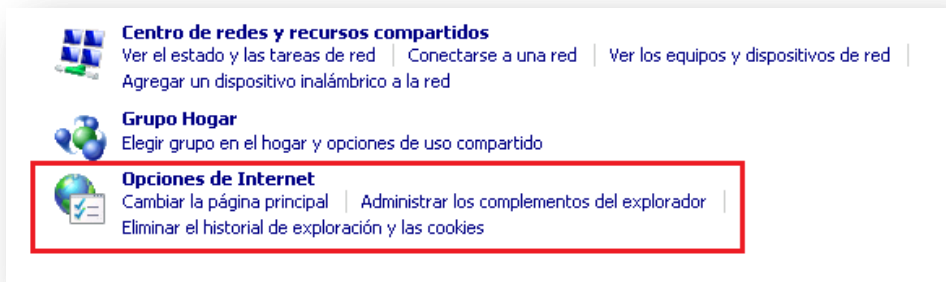 Centro de redes y recursos compartidos
Ver el estado y las tareas de red | Conectarse a una red | Ver los equipos y dispositivos de red |
Agregar un dispositivo inalámbrico a la red
Grupo Hogar
Elegir grupo en el hogar y opciones de uso compartido
Opciones de Internet
Cambiar la página principal | Administrar los complementos del explorador |
Eliminar el historial de exploración y las cookies